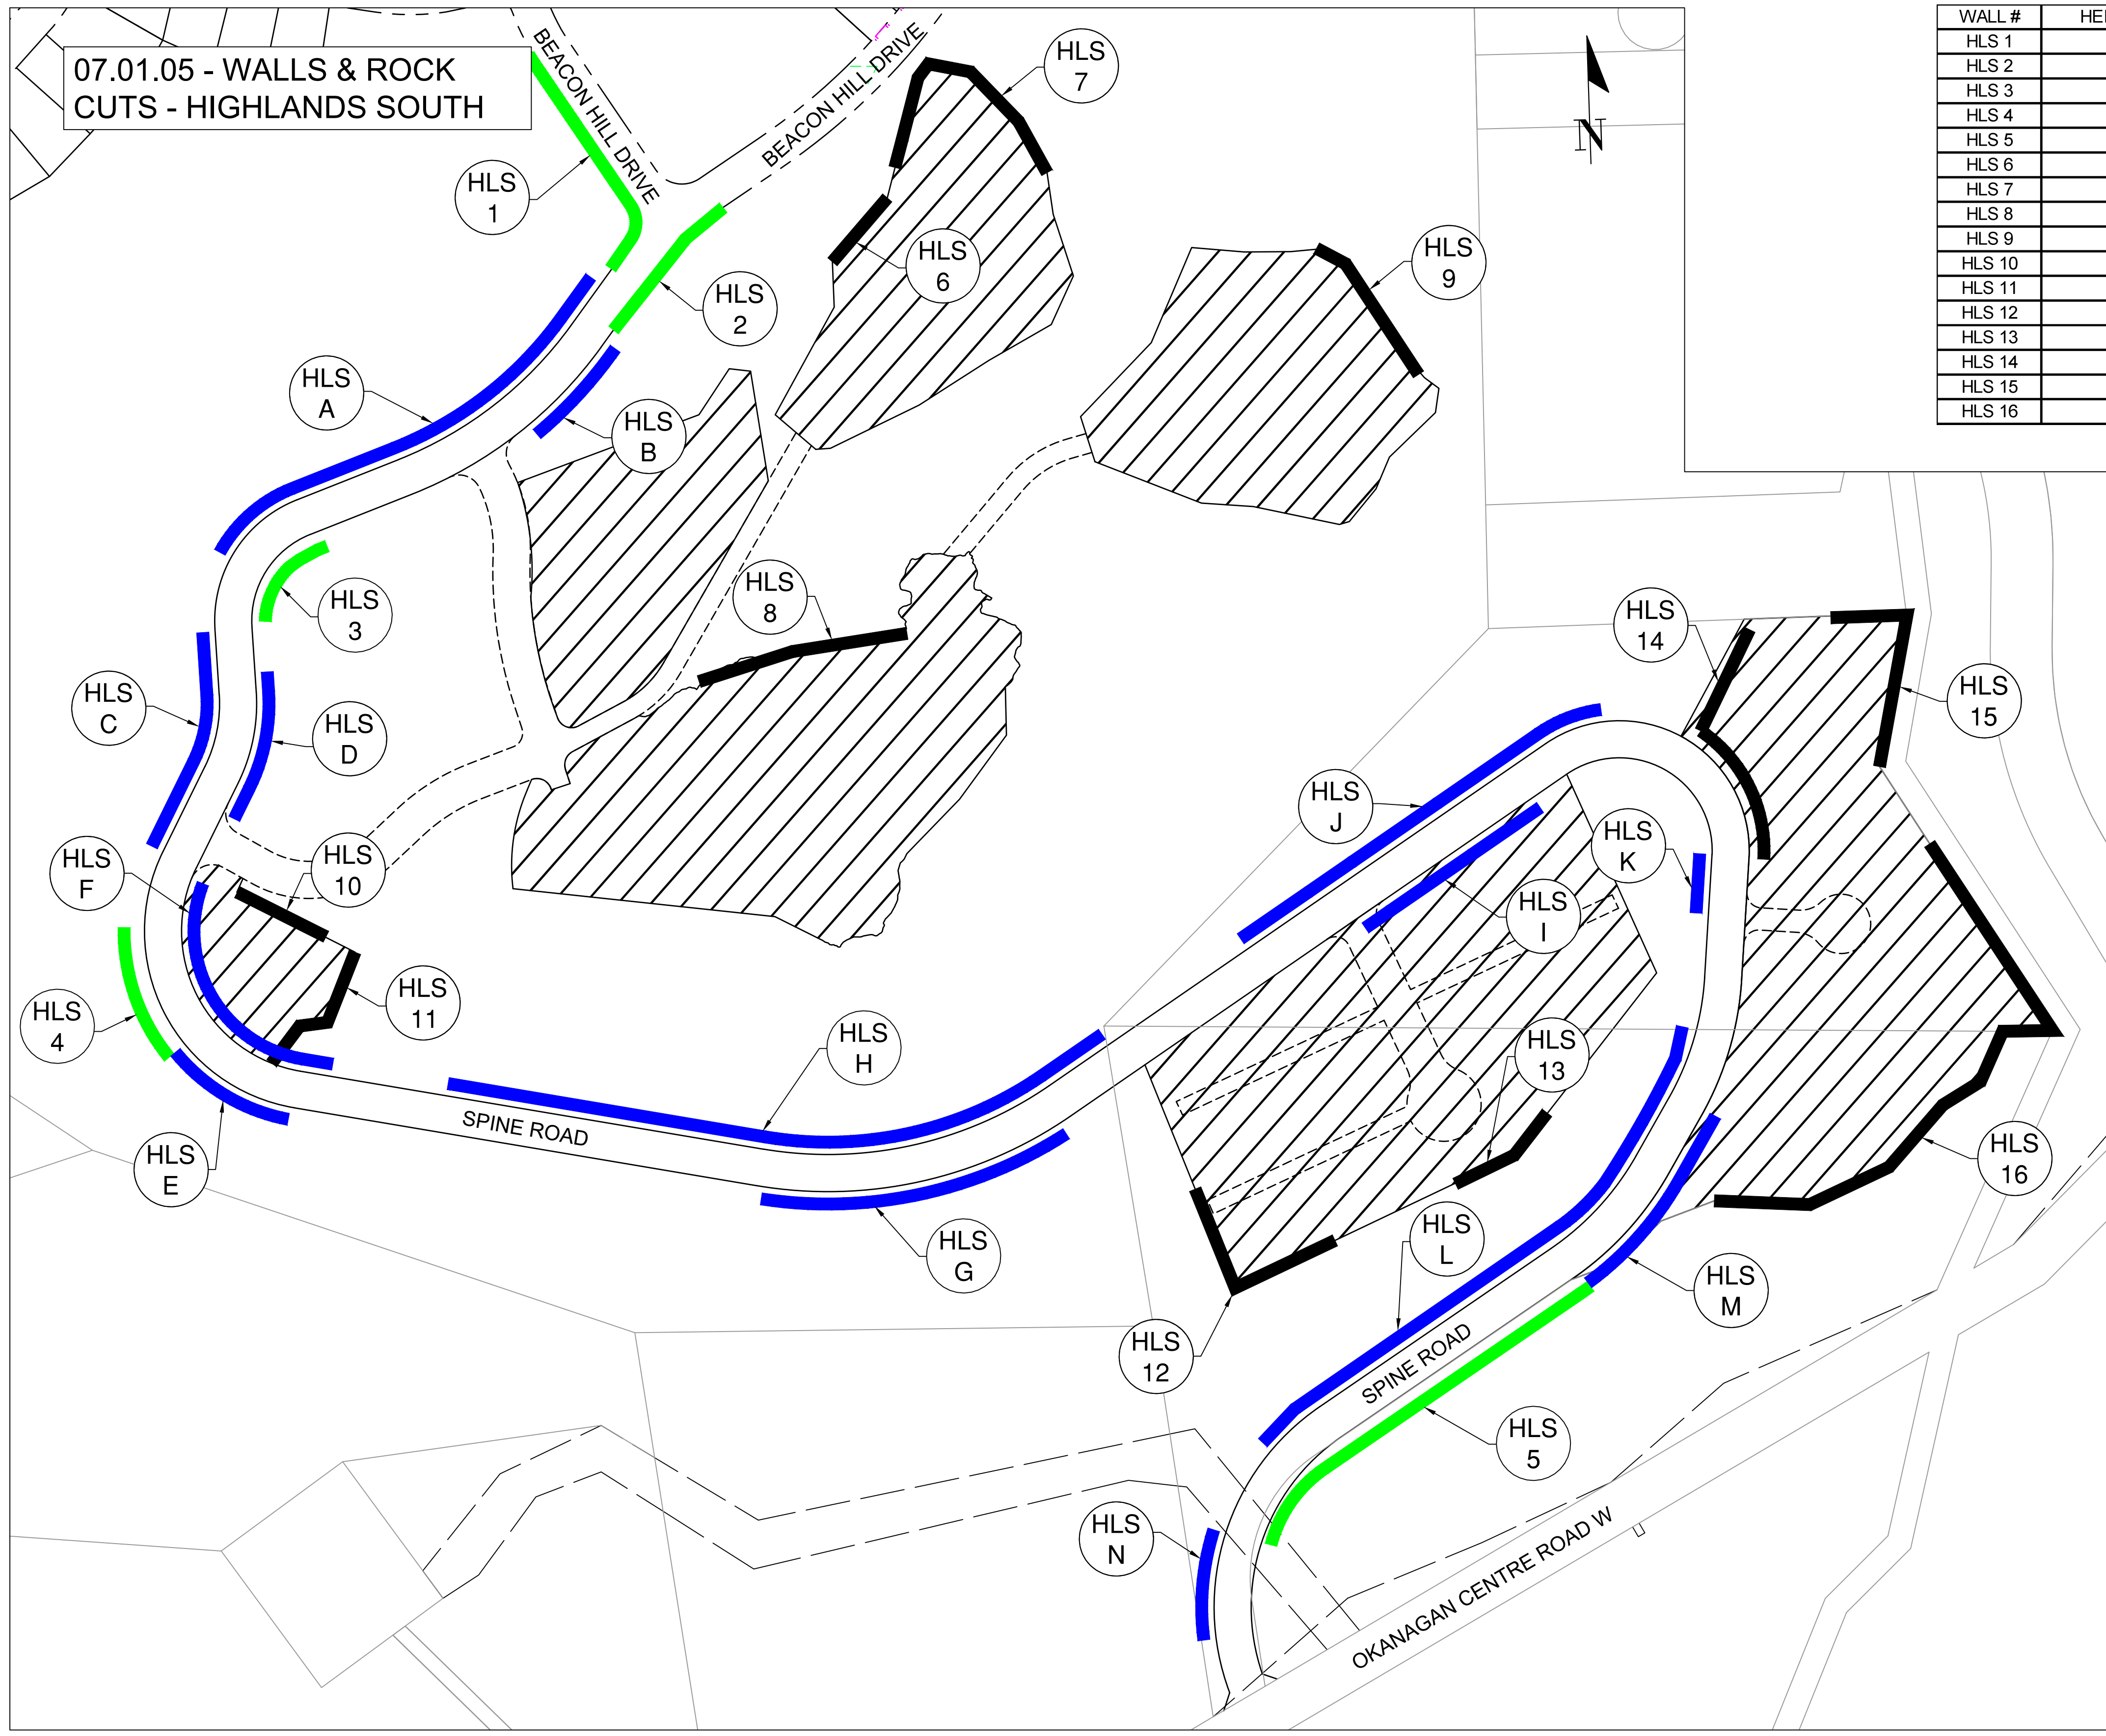 07.01.05 - WALLS & ROCK
CUTS - HIGHLANDS SOUTH
BEACON HILL DRIVE
BEACON HILL DRIVE
HLS
7
HLS
1
HLS
6
HLS
9
HLS
2
HLS
A
HLS
B
HLS
3
HLS
8
HLS
14
HLS
15
HLS
C
HLS
D
HLS
J
HLS
K
HLS
F
HLS
10
HLS
I
HLS
11
HLS
4
HLS
H
HLS
13
SPINE ROAD
HLS
E
HLS
16
HLS
G
HLS
L
HLS
M
HLS
12
SPINE ROAD
HLS
5
HLS
N
OKANAGAN CENTRE ROAD W
N
WALL #
HLS 1
HLS 2
HLS 3
HLS 4
HLS 5
HLS 6
HLS 7
HLS 8
HLS 9
HLS 10
HLS 11
HLS 12
HLS 13
HLS 14
HLS 15
HLS 16